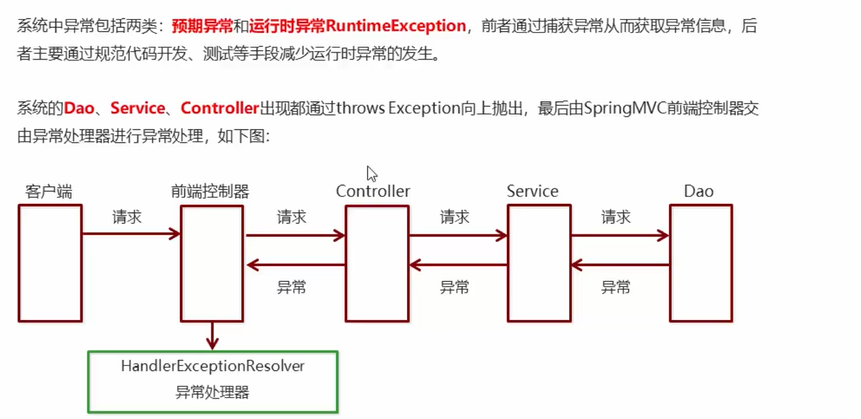 系统中异常包括两类：预期异常和运行时异常RuntimeException，前者通过捕获异常从而获取异常信息，后
者主要通过规范代码开发、测试等手段减少运行时异常的发生。
系统的Dao、Service、Controller出现都通过throws Exception向上抛出，最后由SpringMVC前端控制器交
由异常处理器进行异常处理，如下图：
客户端 前端控制器 Controller Service Dao
请求 请求 请求 请求
异常 异常 异常
HandlerExceptionResolver
异常处理器